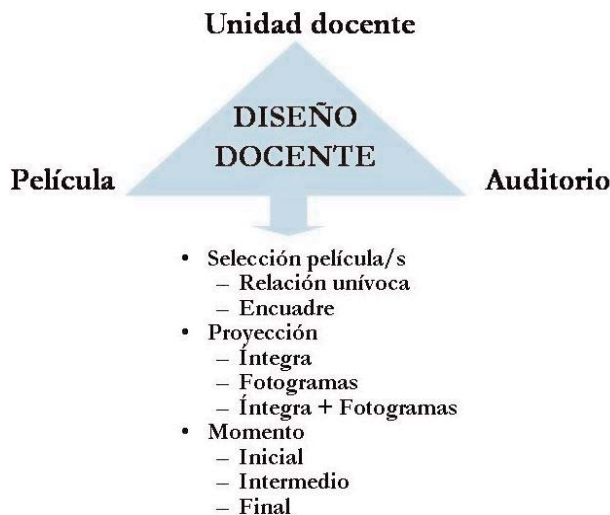 Unidad docente
DISEÑO
DOCENTE
Película
Auditorio
• Selección película/s
– Relación unívoca
– Encuadre
• Proyección
– Íntegra
– Fotogramas
– Íntegra + Fotogramas
• Momento
– Inicial
– Intermedio
– Final